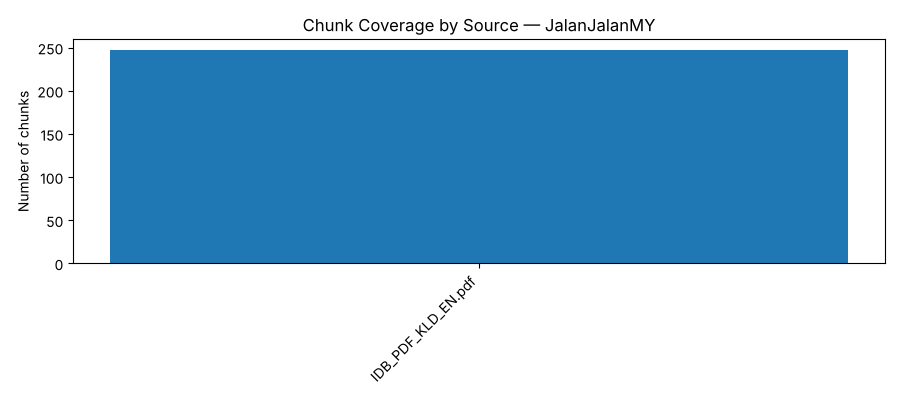 Chunk Coverage by Source — JalanJalanMY
Number of chunks
250
200
150
100
50
0
IDB_PDF_KLD_EN.pdf